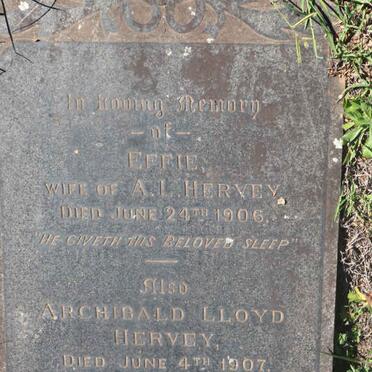 In Loving Memory
— of —
EFFIE,
WIFE OF A. L. HERVEY,
DIED JUNE 24TH 1906.
"HE GIVETH HIS BELOVED SLEEP"
Also
ARCHIBALD LLOYD
HERVEY,
DIED JUNE 4TH 1907.